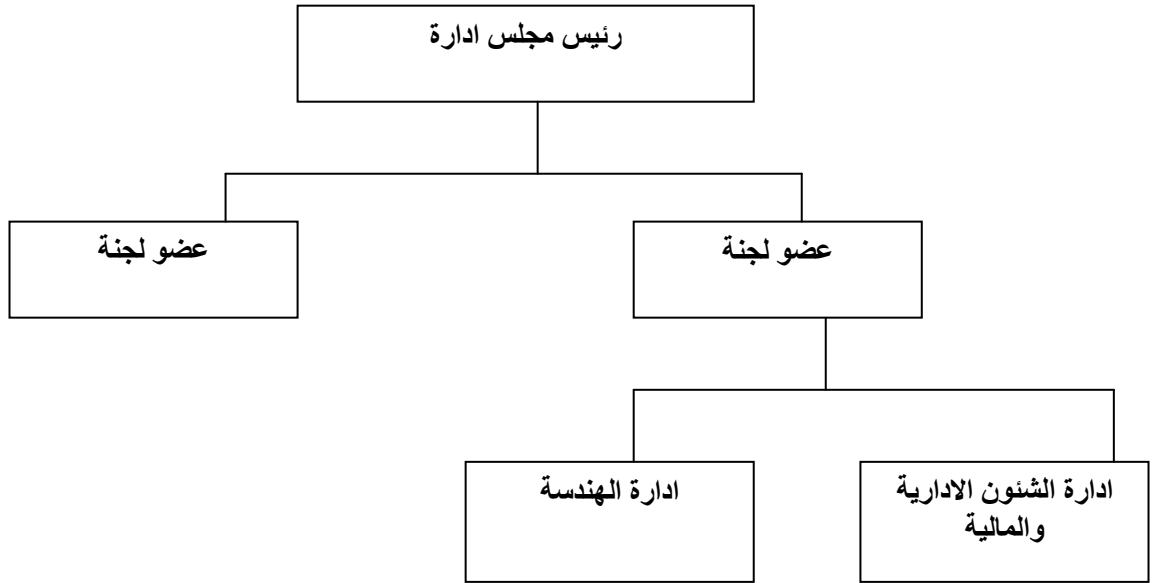 رئيس مجلس ادارة
عضو لجنة
عضو لجنة
ادارة الشئون الادارية
والمالية
ادارة الهندسة